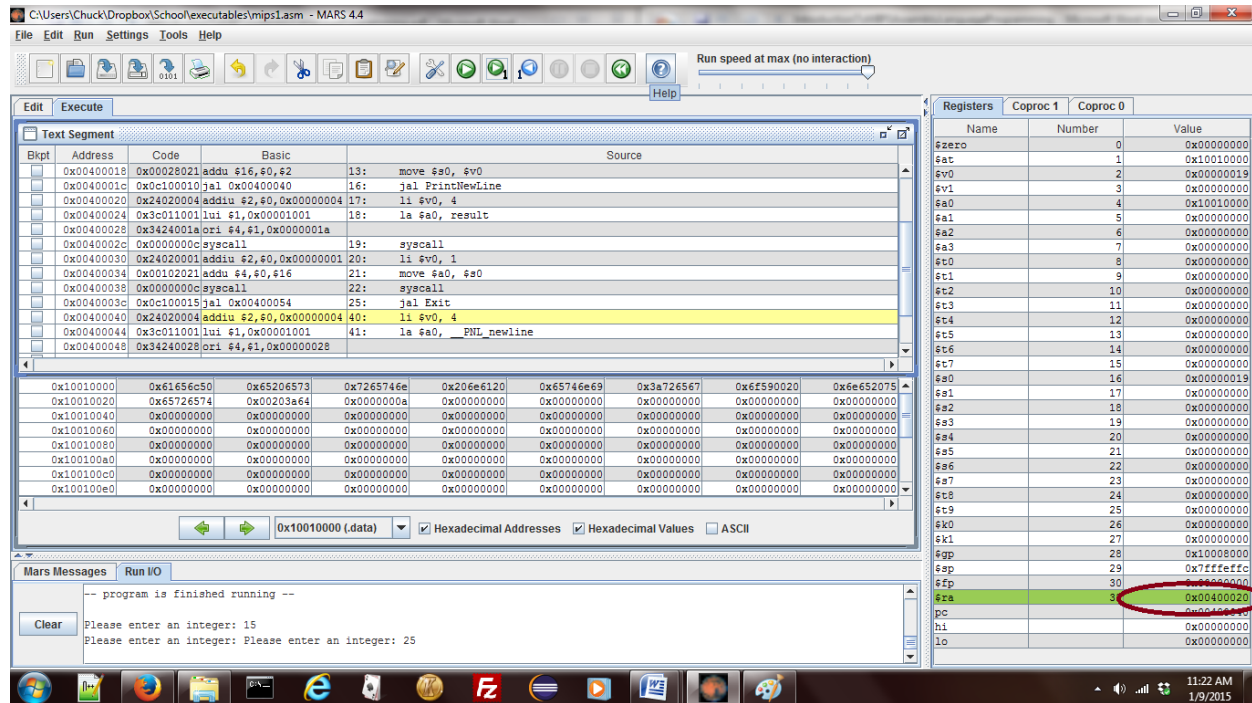 C:\Users\Chuck\Dropbox\School\executables\mips1.asm - MARS 4.4
File Edit Run Settings Tools Help
Run speed at max (no interaction)
Help
Edit Execute
Text Segment
Bkpt Address Code Basic Source
0x00400018 0x00028021 addu $16,$0,$2 13: move $s0, $v0
0x0040001c 0x0c100010 jal 0x00400040 16: jal PrintNewLine
0x00400020 0x24020004 addiu $2,$0,0x00000004 17: li $v0, 4
0x00400024 0x3c011001 lui $1,0x00001001 18: la $a0, result
0x00400028 0x3424001a ori $4,$1,0x0000001a
0x0040002c 0x0000000c syscall 19: syscall
0x00400030 0x24020001 addiu $2,$0,0x00000001 20: li $v0, 1
0x00400034 0x00102021 addu $4,$0,$16 21: move $a0, $s0
0x00400038 0x0000000c syscall 22: syscall
0x0040003c 0x0c100015 jal 0x00400054 25: jal Exit
0x00400040 0x24020004 addiu $2,$0,0x00000004 40: li $v0, 4
0x00400044 0x3c011001 lui $1,0x00001001 41: la $a0, __PNL_newline
0x00400048 0x34240028 ori $4,$1,0x00000028
0x10010000 0x61656c50 0x65206573 0x7265746e 0x206e6120 0x65746e69 0x3a726567 0x6f590020 0x6e652075
0x10010020 0x65726574 0x00203a64 0x0000000a 0x00000000 0x00000000 0x00000000 0x00000000 0x00000000
0x10010040 0x00000000 0x00000000 0x00000000 0x00000000 0x00000000 0x00000000 0x00000000 0x00000000
0x10010060 0x00000000 0x00000000 0x00000000 0x00000000 0x00000000 0x00000000 0x00000000 0x00000000
0x10010080 0x00000000 0x00000000 0x00000000 0x00000000 0x00000000 0x00000000 0x00000000 0x00000000
0x100100a0 0x00000000 0x00000000 0x00000000 0x00000000 0x00000000 0x00000000 0x00000000 0x00000000
0x100100c0 0x00000000 0x00000000 0x00000000 0x00000000 0x00000000 0x00000000 0x00000000 0x00000000
0x100100e0 0x00000000 0x00000000 0x00000000 0x00000000 0x00000000 0x00000000 0x00000000 0x00000000
0x10010000 (.data) Hexadecimal Addresses Hexadecimal Values ASCII
Mars Messages Run I/O
Clear
-- program is finished running --
Please enter an integer: 15
Please enter an integer: Please enter an integer: 25
Registers Coproc 1 Coproc 0
Name Number Value
$zero 0 0x00000000
$at 1 0x10010000
$v0 2 0x00000019
$v1 3 0x00000000
$a0 4 0x10010000
$a1 5 0x00000000
$a2 6 0x00000000
$a3 7 0x00000000
$t0 8 0x00000000
$t1 9 0x00000000
$t2 10 0x00000000
$t3 11 0x00000000
$t4 12 0x00000000
$t5 13 0x00000000
$t6 14 0x00000000
$t7 15 0x00000000
$s0 16 0x00000019
$s1 17 0x00000000
$s2 18 0x00000000
$s3 19 0x00000000
$s4 20 0x00000000
$s5 21 0x00000000
$s6 22 0x00000000
$s7 23 0x00000000
$t8 24 0x00000000
$t9 25 0x00000000
$k0 26 0x00000000
$k1 27 0x00000000
$gp 28 0x10008000
$sp 29 0x7fffeffc
$fp 30 0x00000000
$ra 0x00400020
pc 0x00400040
hi 0x00000000
lo 0x00000000
11:22 AM
1/9/2015